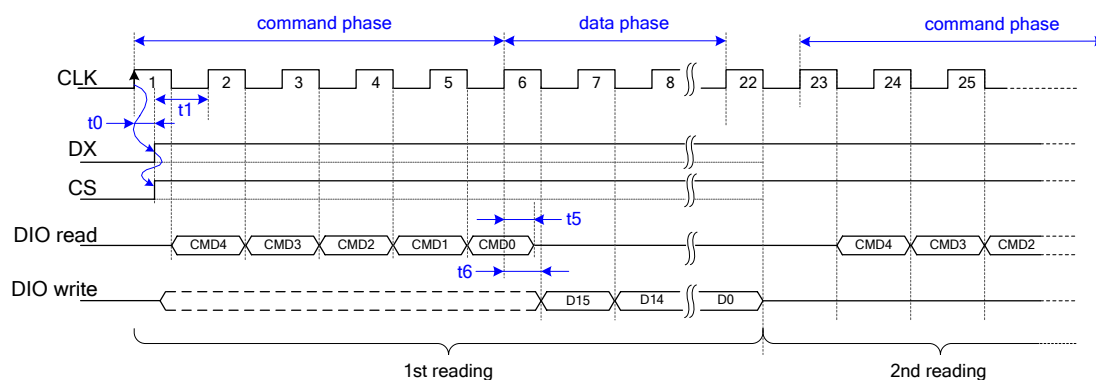 command phase data phase command phase
CLK 1 2 3 4 5 6 7 8 22 23 24 25
t1
t0
DX
CS
t5
DIO read CMD4 CMD3 CMD2 CMD1 CMD0 CMD4 CMD3 CMD2
t6
DIO write D15 D14 D0
1st reading 2nd reading